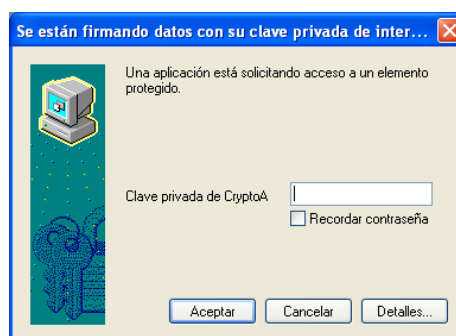 Se están firmando datos con su clave privada de inter...
Una aplicación está solicitando acceso a un elemento
protegido.
Clave privada de CryptoA
Recordar contraseña
Aceptar
Cancelar
Detalles...